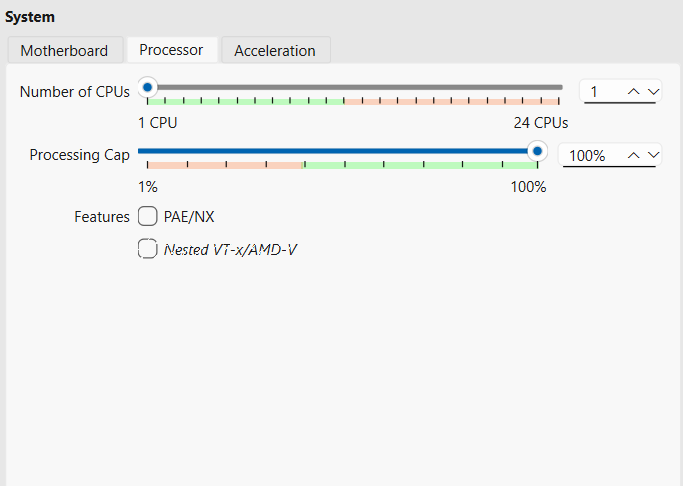 System
Motherboard Processor Acceleration
Number of CPUs 1
1 CPU 24 CPUs
Processing Cap 100%
1% 100%
Features PAE/NX
Nested VT-x/AMD-V